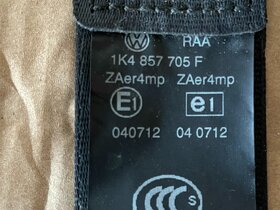 RAA
1K4 857 705 F
ZAer4mp ZAer4mp
E1 e1
040712 04 0712
CCC S